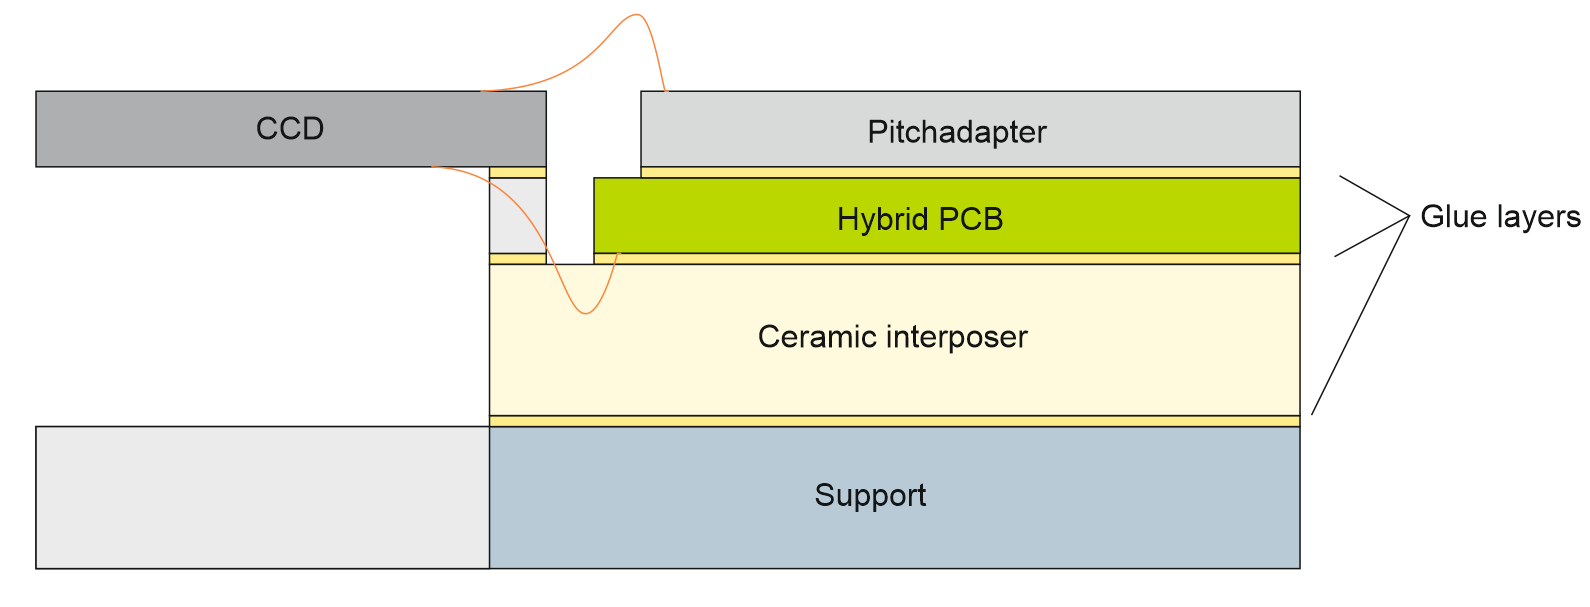 CCD
Pitchadapter
Hybrid PCB
Glue layers
Ceramic interposer
Support